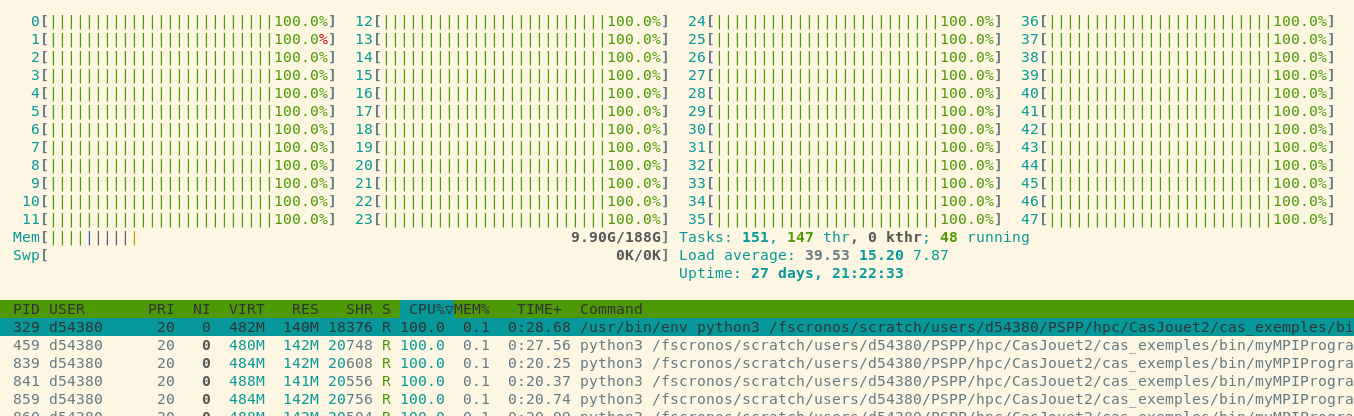 0[||||||||||||||||||||||||100.0%] 12[||||||||||||||||||||||||100.0%] 24[||||||||||||||||||||||||100.0%] 36[||||||||||||||||||||||||100.0%]
1[||||||||||||||||||||||||100.0%] 13[||||||||||||||||||||||||100.0%] 25[||||||||||||||||||||||||100.0%] 37[||||||||||||||||||||||||100.0%]
2[||||||||||||||||||||||||100.0%] 14[||||||||||||||||||||||||100.0%] 26[||||||||||||||||||||||||100.0%] 38[||||||||||||||||||||||||100.0%]
3[||||||||||||||||||||||||100.0%] 15[||||||||||||||||||||||||100.0%] 27[||||||||||||||||||||||||100.0%] 39[||||||||||||||||||||||||100.0%]
4[||||||||||||||||||||||||100.0%] 16[||||||||||||||||||||||||100.0%] 28[||||||||||||||||||||||||100.0%] 40[||||||||||||||||||||||||100.0%]
5[||||||||||||||||||||||||100.0%] 17[||||||||||||||||||||||||100.0%] 29[||||||||||||||||||||||||100.0%] 41[||||||||||||||||||||||||100.0%]
6[||||||||||||||||||||||||100.0%] 18[||||||||||||||||||||||||100.0%] 30[||||||||||||||||||||||||100.0%] 42[||||||||||||||||||||||||100.0%]
7[||||||||||||||||||||||||100.0%] 19[||||||||||||||||||||||||100.0%] 31[||||||||||||||||||||||||100.0%] 43[||||||||||||||||||||||||100.0%]
8[||||||||||||||||||||||||100.0%] 20[||||||||||||||||||||||||100.0%] 32[||||||||||||||||||||||||100.0%] 44[||||||||||||||||||||||||100.0%]
9[||||||||||||||||||||||||100.0%] 21[||||||||||||||||||||||||100.0%] 33[||||||||||||||||||||||||100.0%] 45[||||||||||||||||||||||||100.0%]
10[||||||||||||||||||||||||100.0%] 22[||||||||||||||||||||||||100.0%] 34[||||||||||||||||||||||||100.0%] 46[||||||||||||||||||||||||100.0%]
11[||||||||||||||||||||||||100.0%] 23[||||||||||||||||||||||||100.0%] 35[||||||||||||||||||||||||100.0%] 47[||||||||||||||||||||||||100.0%]
Mem[|||||||||| 9.90G/188G] Tasks: 151, 147 thr, 0 kthr; 48 running
Swp[ 0K/0K] Load average: 39.53 15.20 7.87
Uptime: 27 days, 21:22:33
PID USER PRI NI VIRT RES SHR S CPU%▽MEM% TIME+ Command
329 d54380 20 0 482M 140M 18376 R 100.0 0.1 0:28.68 /usr/bin/env python3 /fscronos/scratch/users/d54380/PSPP/hpc/CasJouet2/cas_exemples/bi
459 d54380 20 0 480M 142M 20748 R 100.0 0.1 0:27.56 python3 /fscronos/scratch/users/d54380/PSPP/hpc/CasJouet2/cas_exemples/bin/myMPIProgra
839 d54380 20 0 484M 142M 20608 R 100.0 0.1 0:20.25 python3 /fscronos/scratch/users/d54380/PSPP/hpc/CasJouet2/cas_exemples/bin/myMPIProgra
841 d54380 20 0 488M 141M 20556 R 100.0 0.1 0:20.37 python3 /fscronos/scratch/users/d54380/PSPP/hpc/CasJouet2/cas_exemples/bin/myMPIProgra
859 d54380 20 0 484M 142M 20756 R 100.0 0.1 0:20.74 python3 /fscronos/scratch/users/d54380/PSPP/hpc/CasJouet2/cas_exemples/bin/myMPIProgra